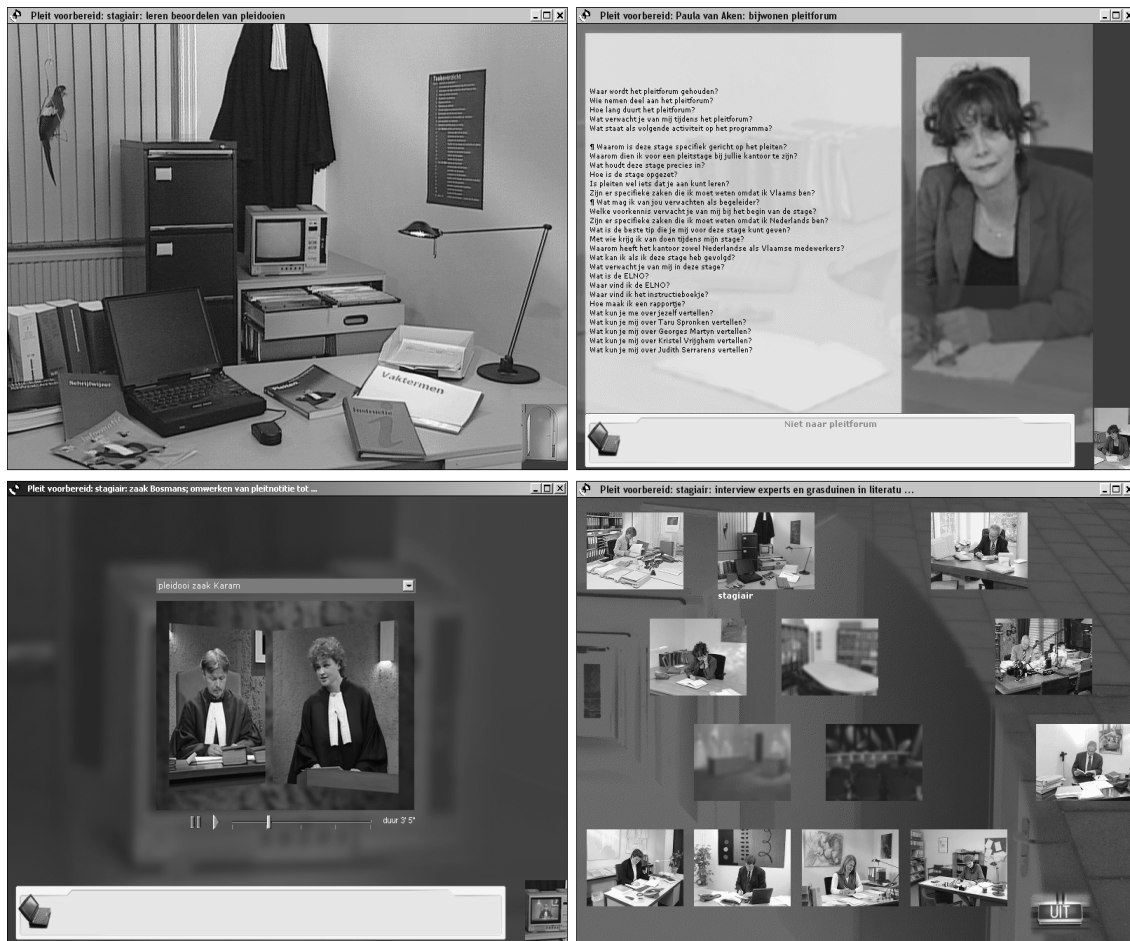 Pleit voorbereid: stagiair: leren beoordelen van pleidooien
Taakoverzicht
Vaktermen
Schrijfwijzer
Instructie
Pleit voorbereid: Paula van Aken: bijwonen pleitforum
Waar wordt het pleitforum gehouden?
Wie nemen deel aan het pleitforum?
Hoe lang duurt het pleitforum?
Wat verwacht je van mij tijdens het pleitforum?
Wat staat als volgende activiteit op het programma?
¶ Waarom is deze stage specifiek gericht op het pleiten?
Waarom dien ik voor een pleitstage bij jullie kantoor te zijn?
Wat houdt deze stage precies in?
Hoe is de stage opgezet?
Is pleiten wel iets dat je aan kunt leren?
Zijn er specifieke zaken die ik moet weten omdat ik Vlaams ben?
¶ Wat mag ik van jou verwachten als begeleider?
Welke voorkennis verwacht je van mij bij het begin van de stage?
Zijn er specifieke zaken die ik moet weten omdat ik Nederlands ben?
Wat is de beste tip die je mij voor deze stage kunt geven?
Met wie krijg ik van doen tijdens mijn stage?
Waarom heeft het kantoor zowel Nederlandse als Vlaamse medewerkers?
Wat kan ik als ik deze stage heb gevolgd?
Wat verwacht je van mij in deze stage?
Wat is de ELNO?
Waar vind ik de ELNO?
Waar vind ik het instructieboekje?
Hoe maak ik een rapportje?
Wat kun je me over jezelf vertellen?
Wat kun je mij over Taru Spronken vertellen?
Wat kun je mij over Georges Martyn vertellen?
Wat kun je mij over Kristel Vrijghem vertellen?
Wat kun je mij over Judith Serrarens vertellen?
Niet naar pleitforum
Pleit voorbereid: stagiair: zaak Bosmans; omwerken van pleitnotitie tot ...
pleidooi zaak Karam
duur 3' 5"
Pleit voorbereid: stagiair: interview experts en grasduinen in literatu ...
stagiair
UIT